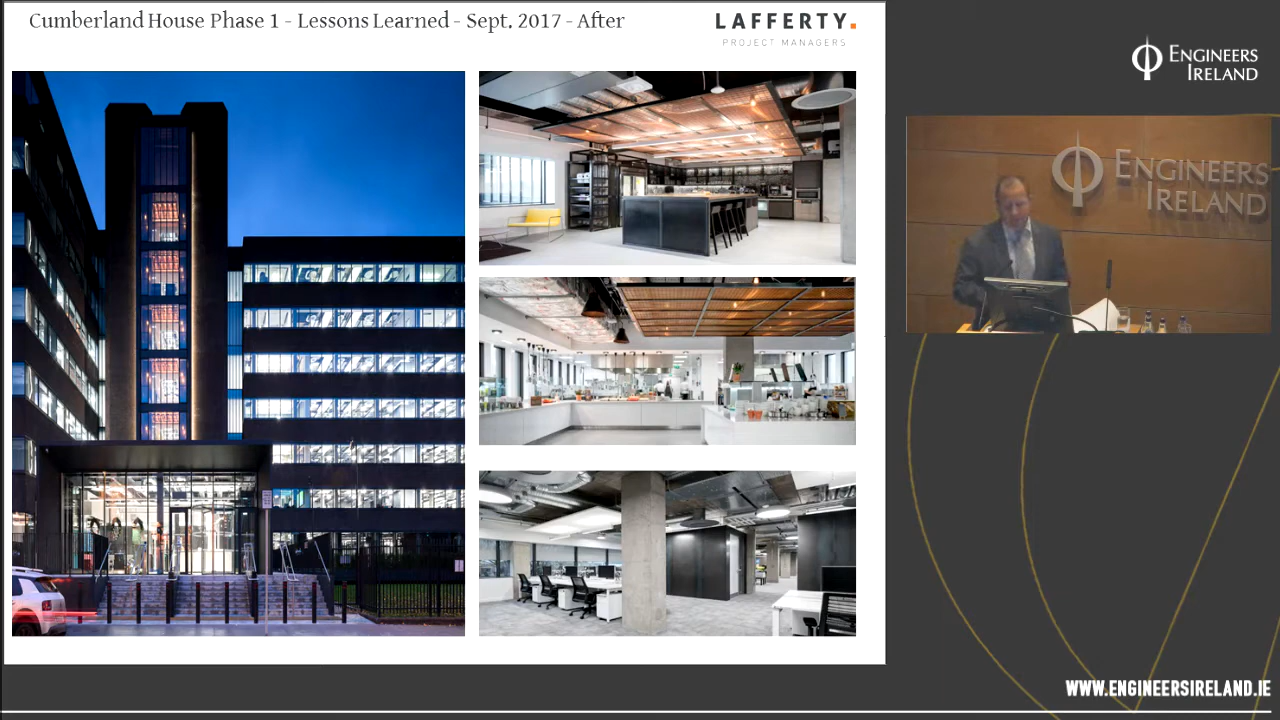 Cumberland House Phase 1 - Lessons Learned - Sept. 2017 - After
LAFFERTY.
PROJECT MANAGERS
ENGINEERS
IRELAND
ENGINEERS
IRELAND
WWW.ENGINEERSIRELAND.IE